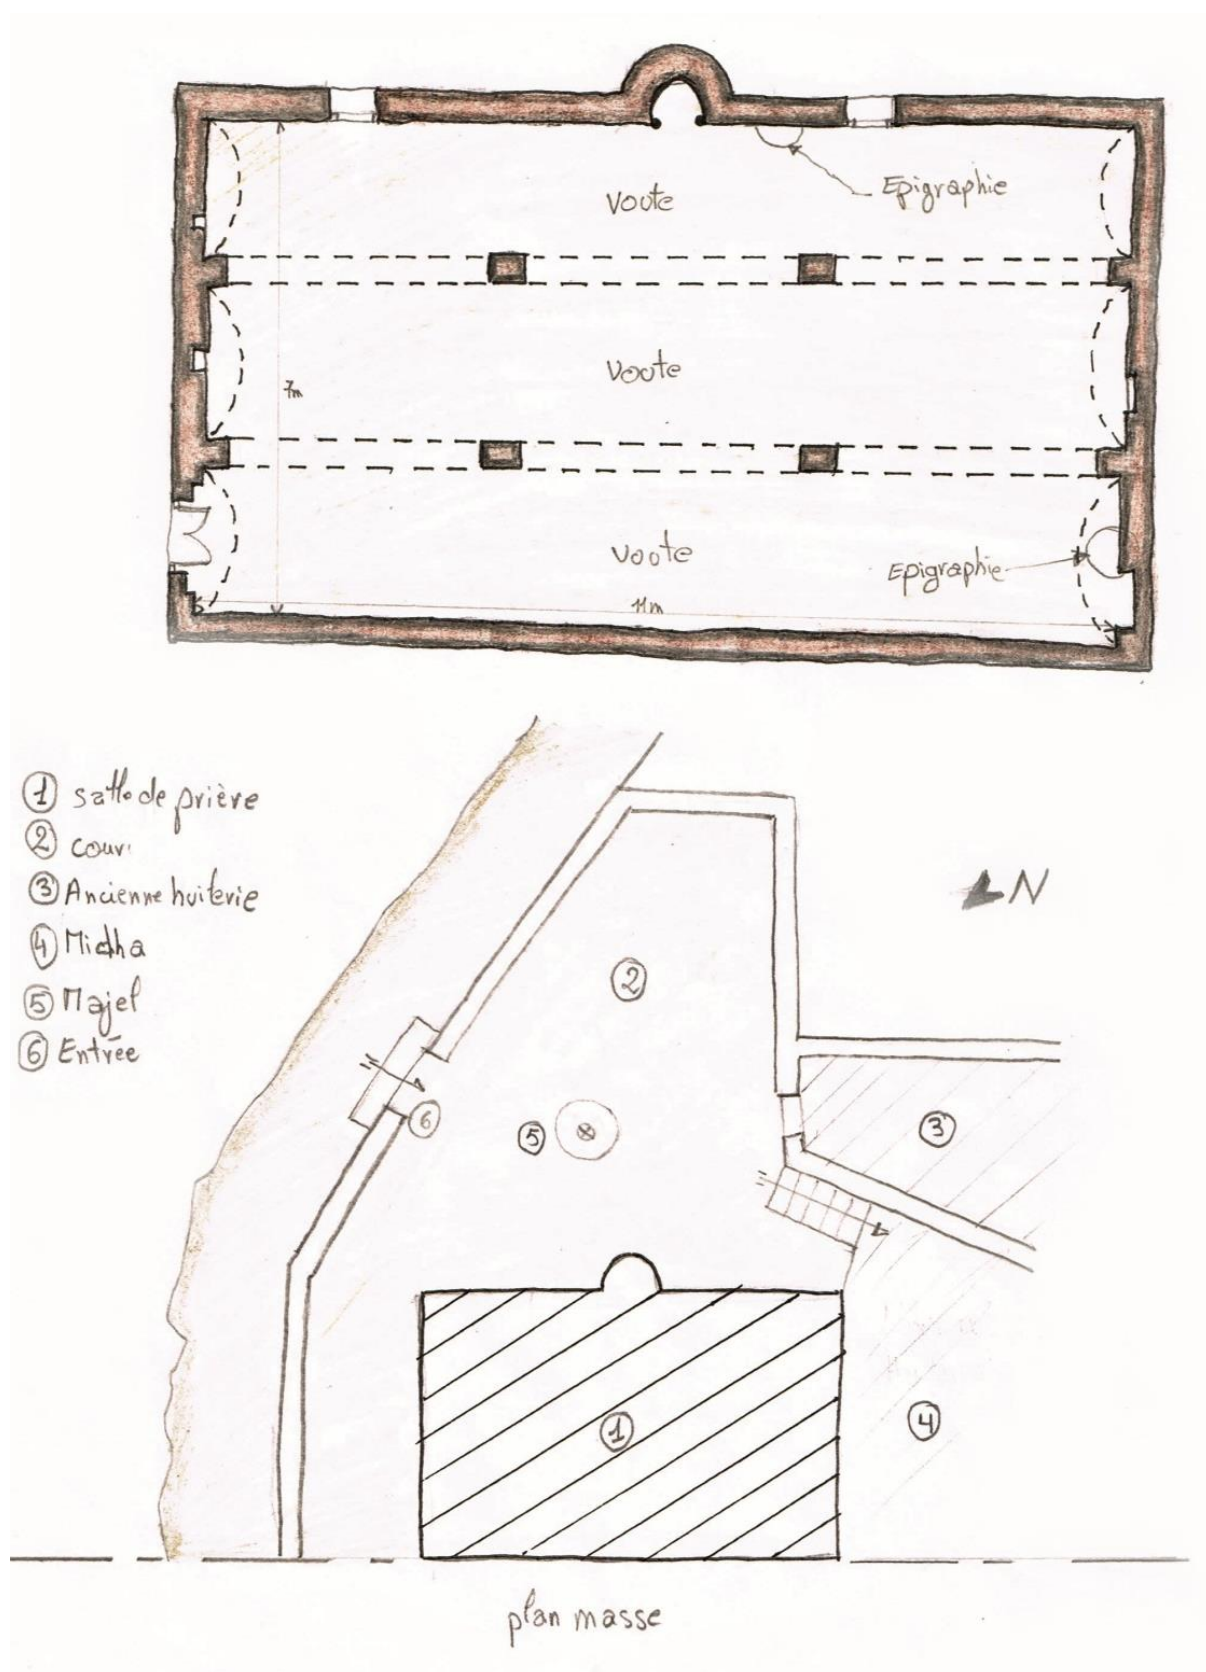 Voute
Epigraphie
Voute
7m
Voute
Epigraphie
11m
① salle de prière
② cour
③ Ancienne huilerie
④ Midha
⑤ Majel
⑥ Entrée
N
②
③
⑥
⑤
①
④
plan masse